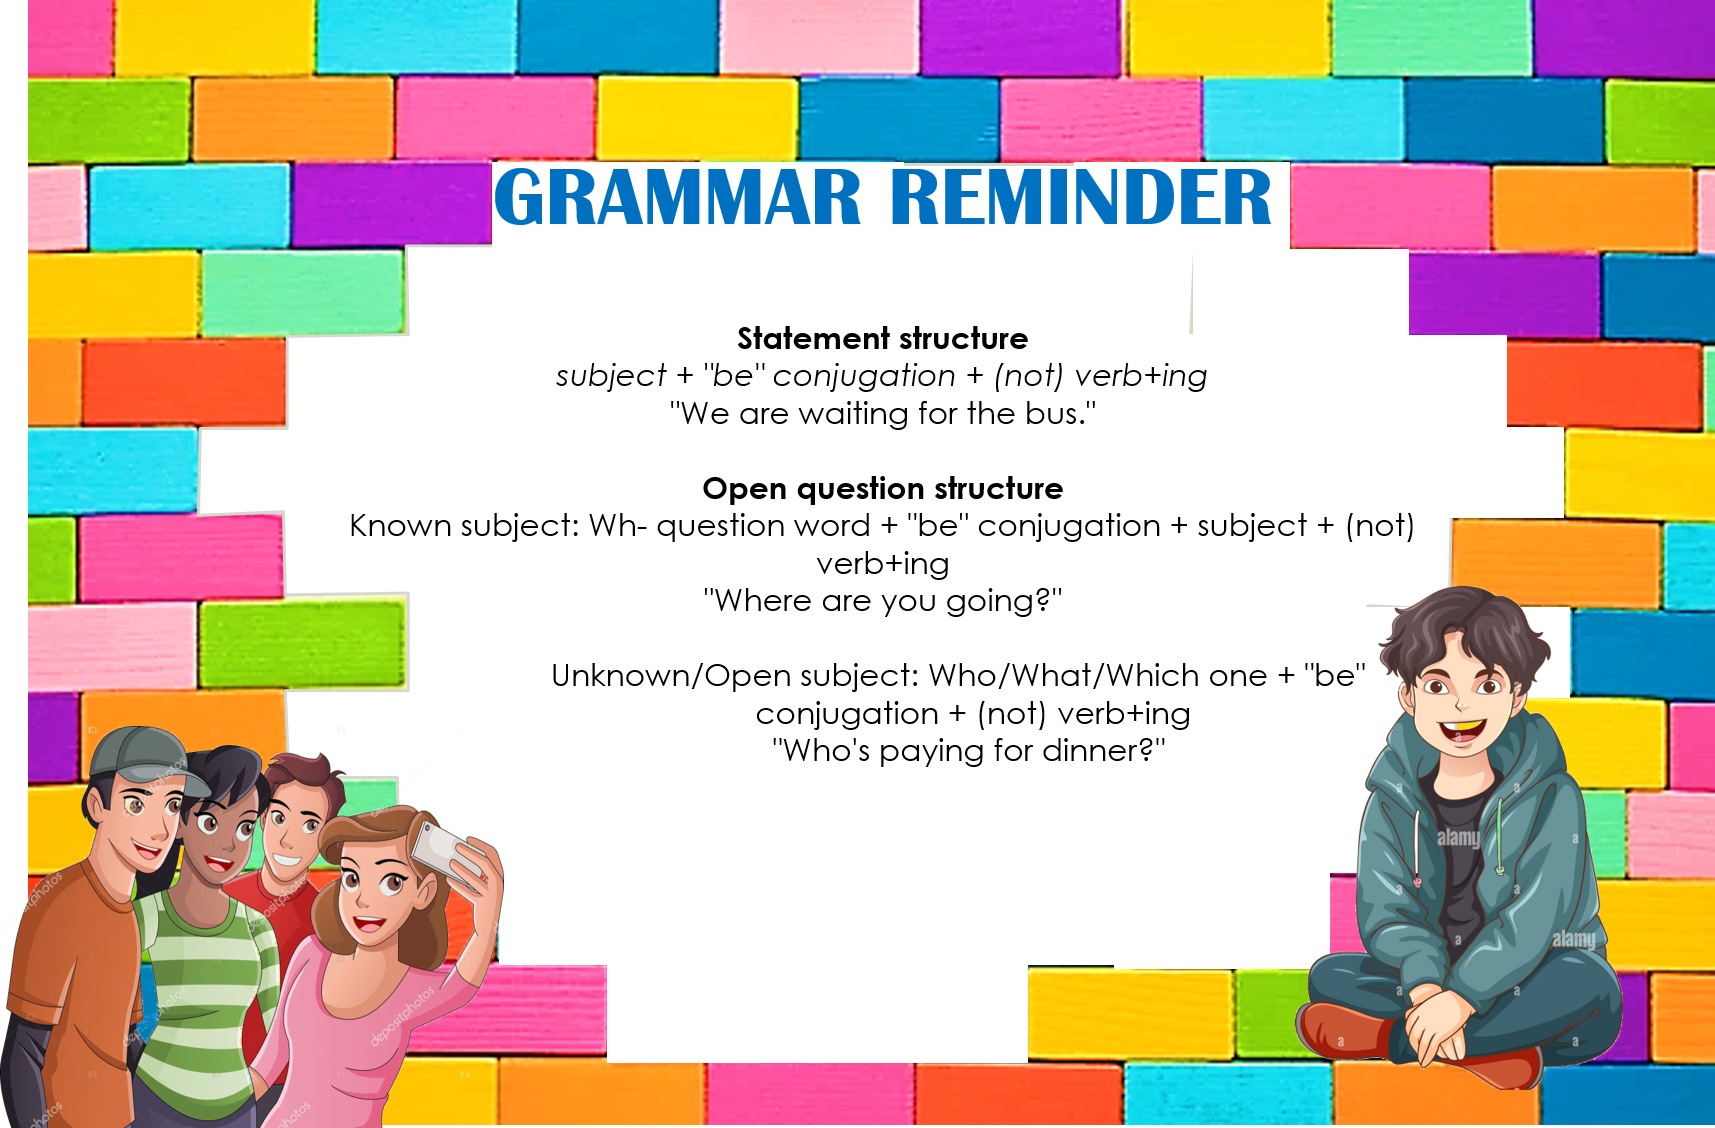 GRAMMAR REMINDER
Statement structure
subject + "be" conjugation + (not) verb+ing
"We are waiting for the bus."
Open question structure
Known subject: Wh- question word + "be" conjugation + subject + (not)
verb+ing
"Where are you going?"
Unknown/Open subject: Who/What/Which one + "be"
conjugation + (not) verb+ing
"Who's paying for dinner?"
depositphotos
depositphotos
depositphotos
depositphotos
depositphotos
alamy
alamy
a
a
a
a
a
a
a
a
a
a
a